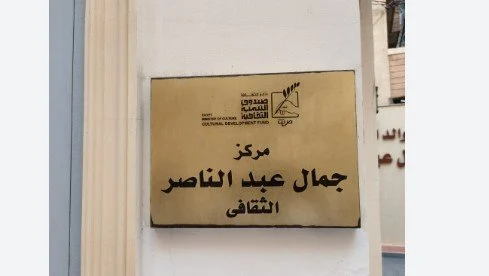 صندوق
التنمية
الثقافية
EGYPT
MINISTRY OF CULTURE
CULTURAL DEVELOPMENT FUND
مركز
جمال عبد الناصر
الثقافى